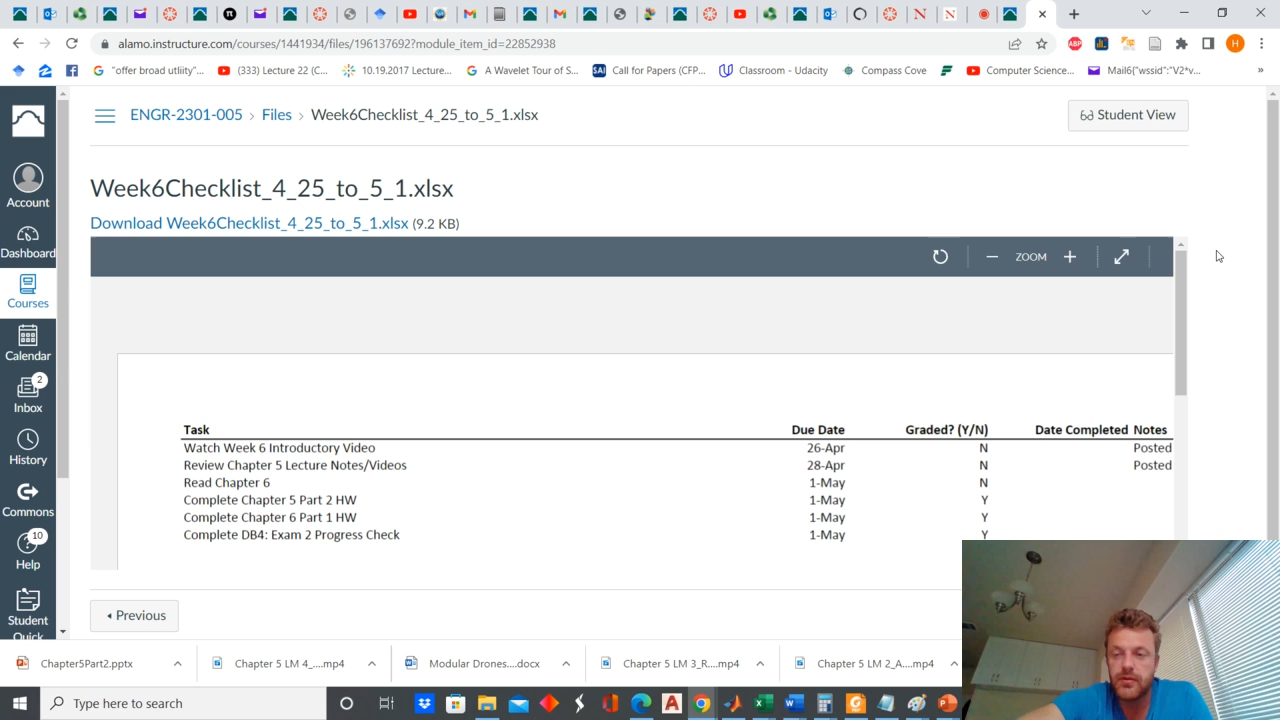 alamo.instructure.com/courses/1441934/files/196137692?module_item_id=22852938
"offer broad utliity"...
(333) Lecture 22 (C...
10.19.2017 Lecture...
A Wavelet Tour of S...
SAI
Call for Papers (CFP...
Classroom - Udacity
Compass Cove
Computer Science...
Mail6{"wssid":"V2*v...
»
ENGR-2301-005 › Files › Week6Checklist_4_25_to_5_1.xlsx
Student View
Week6Checklist_4_25_to_5_1.xlsx
Download Week6Checklist_4_25_to_5_1.xlsx (9.2 KB)
ZOOM
Account
Dashboard
Courses
Calendar
2
Inbox
History
Commons
10
Help
Student
Quick
Task Due Date Graded? (Y/N) Date Completed Notes
Watch Week 6 Introductory Video 26-Apr N Posted
Review Chapter 5 Lecture Notes/Videos 28-Apr N Posted
Read Chapter 6 1-May N
Complete Chapter 5 Part 2 HW 1-May Y
Complete Chapter 6 Part 1 HW 1-May Y
Complete DB4: Exam 2 Progress Check 1-May Y
Previous
Chapter5Part2.pptx
Chapter 5 LM 4_....mp4
Modular Drones....docx
Chapter 5 LM 3_R....mp4
Chapter 5 LM 2_A....mp4
Type here to search